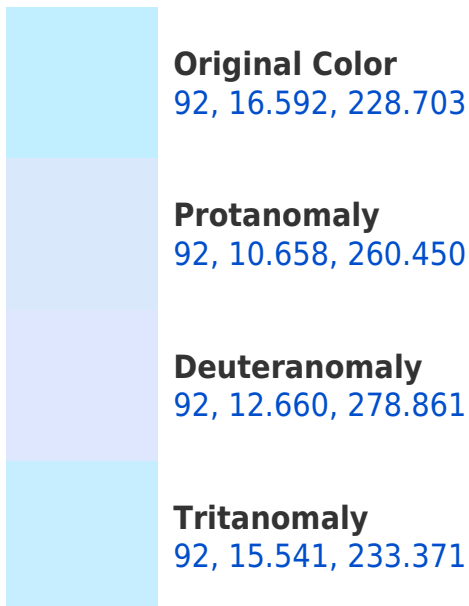 Original Color
92, 16.592, 228.703
Protanomaly
92, 10.658, 260.450
Deuteranomaly
92, 12.660, 278.861
Tritanomaly
92, 15.541, 233.371